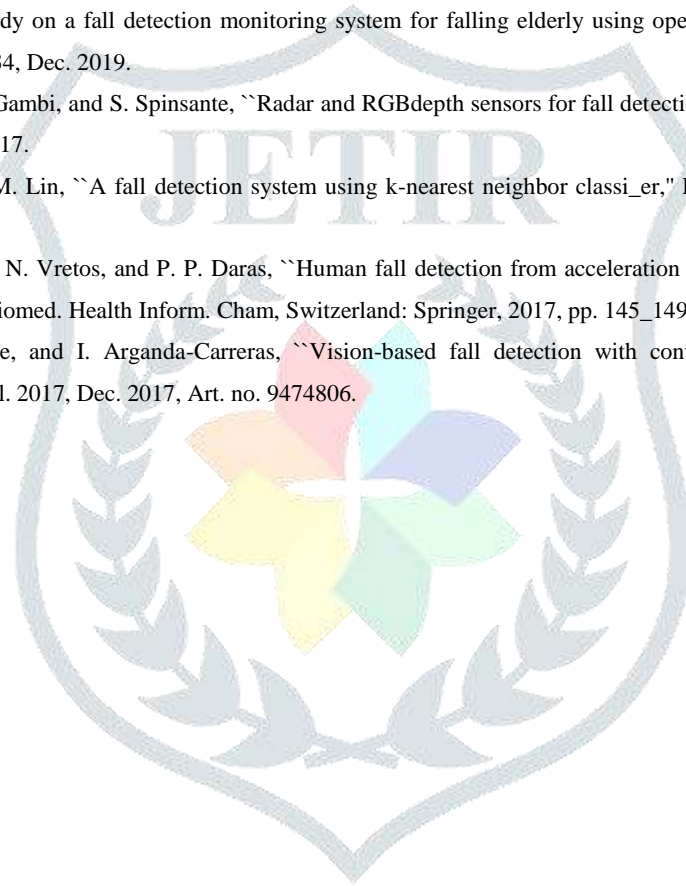 dy on a fall detection monitoring system for falling elderly using ope
4, Dec. 2019.
Gambi, and S. Spinsante, ``Radar and RGBdepth sensors for fall detecti
17.
M. Lin, ``A fall detection system using k-nearest neighbor classi_er,''
N. Vretos, and P. P. Daras, ``Human fall detection from acceleration
iomed. Health Inform. Cham, Switzerland: Springer, 2017, pp. 145_149
e, and I. Arganda-Carreras, ``Vision-based fall detection with con
l. 2017, Dec. 2017, Art. no. 9474806.
JETIR